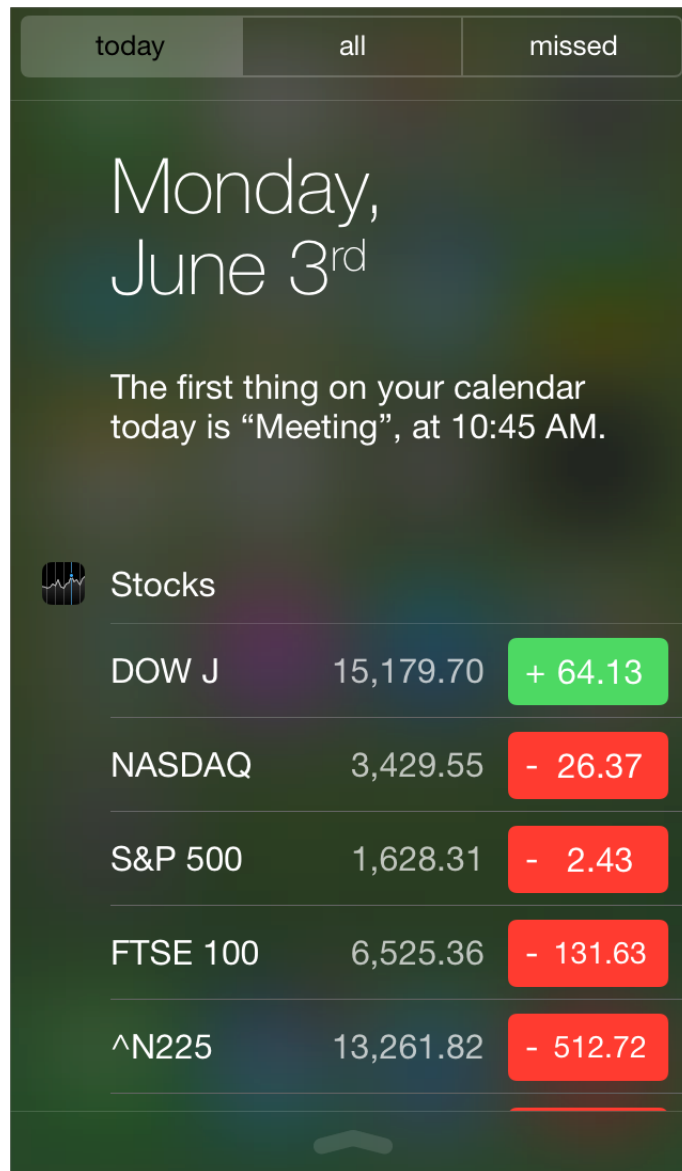 today all missed
Monday,
June 3rd
The first thing on your calendar
today is “Meeting”, at 10:45 AM.
Stocks
DOW J 15,179.70 + 64.13
NASDAQ 3,429.55 - 26.37
S&P 500 1,628.31 - 2.43
FTSE 100 6,525.36 - 131.63
^N225 13,261.82 - 512.72